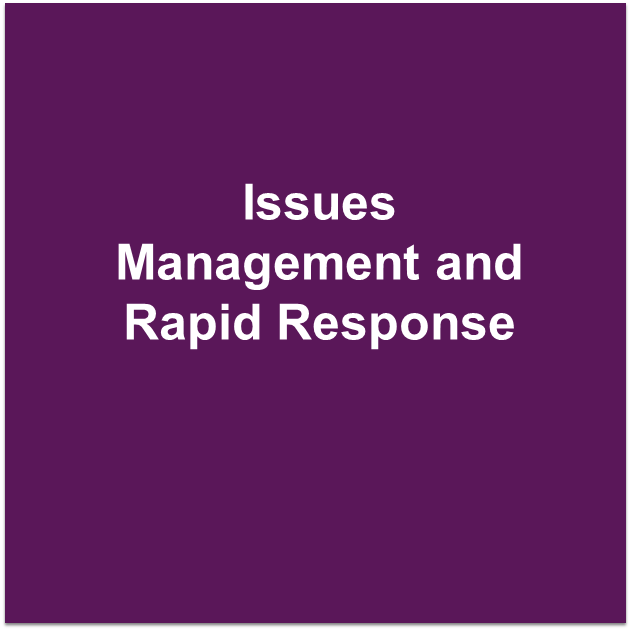 Issues
Management and
Rapid Response